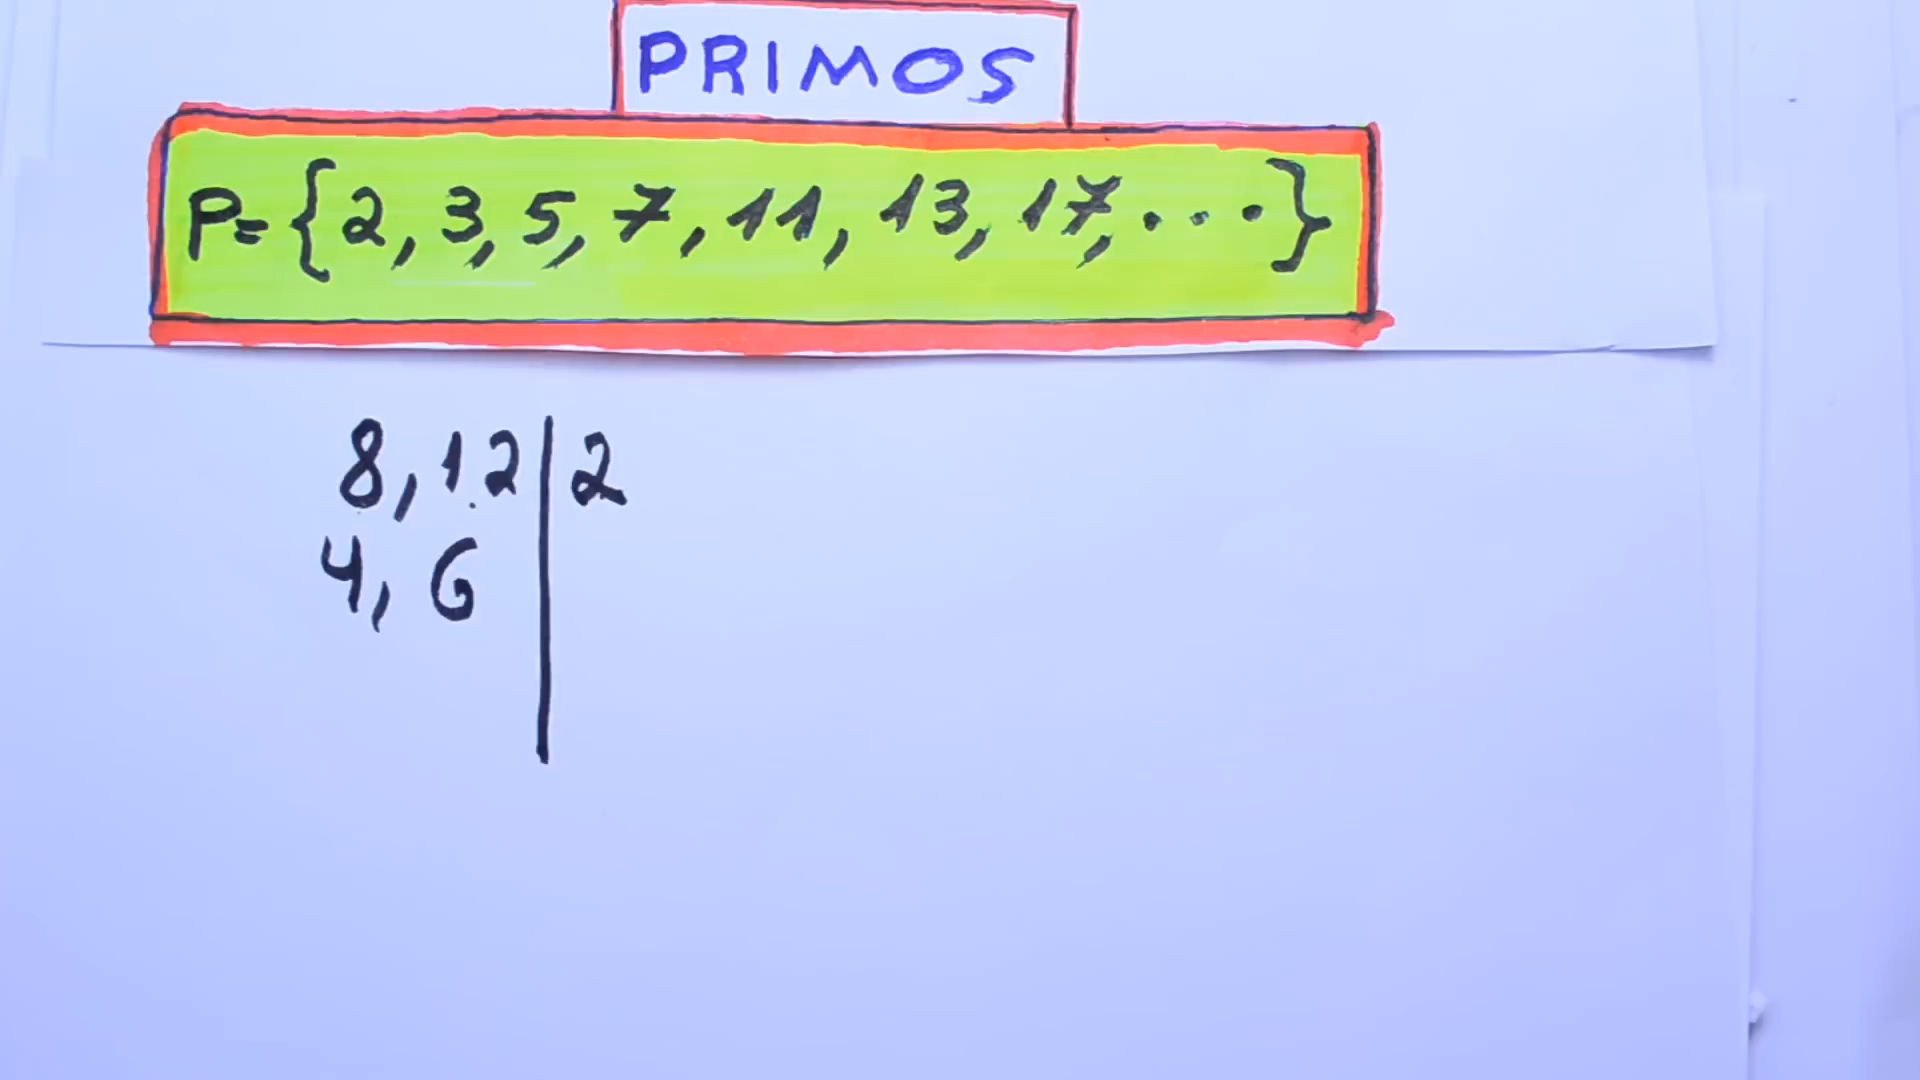 PRIMOS
P={2, 3, 5, 7, 11, 13, 17, ...}
8, 12 | 2
4, 6 |